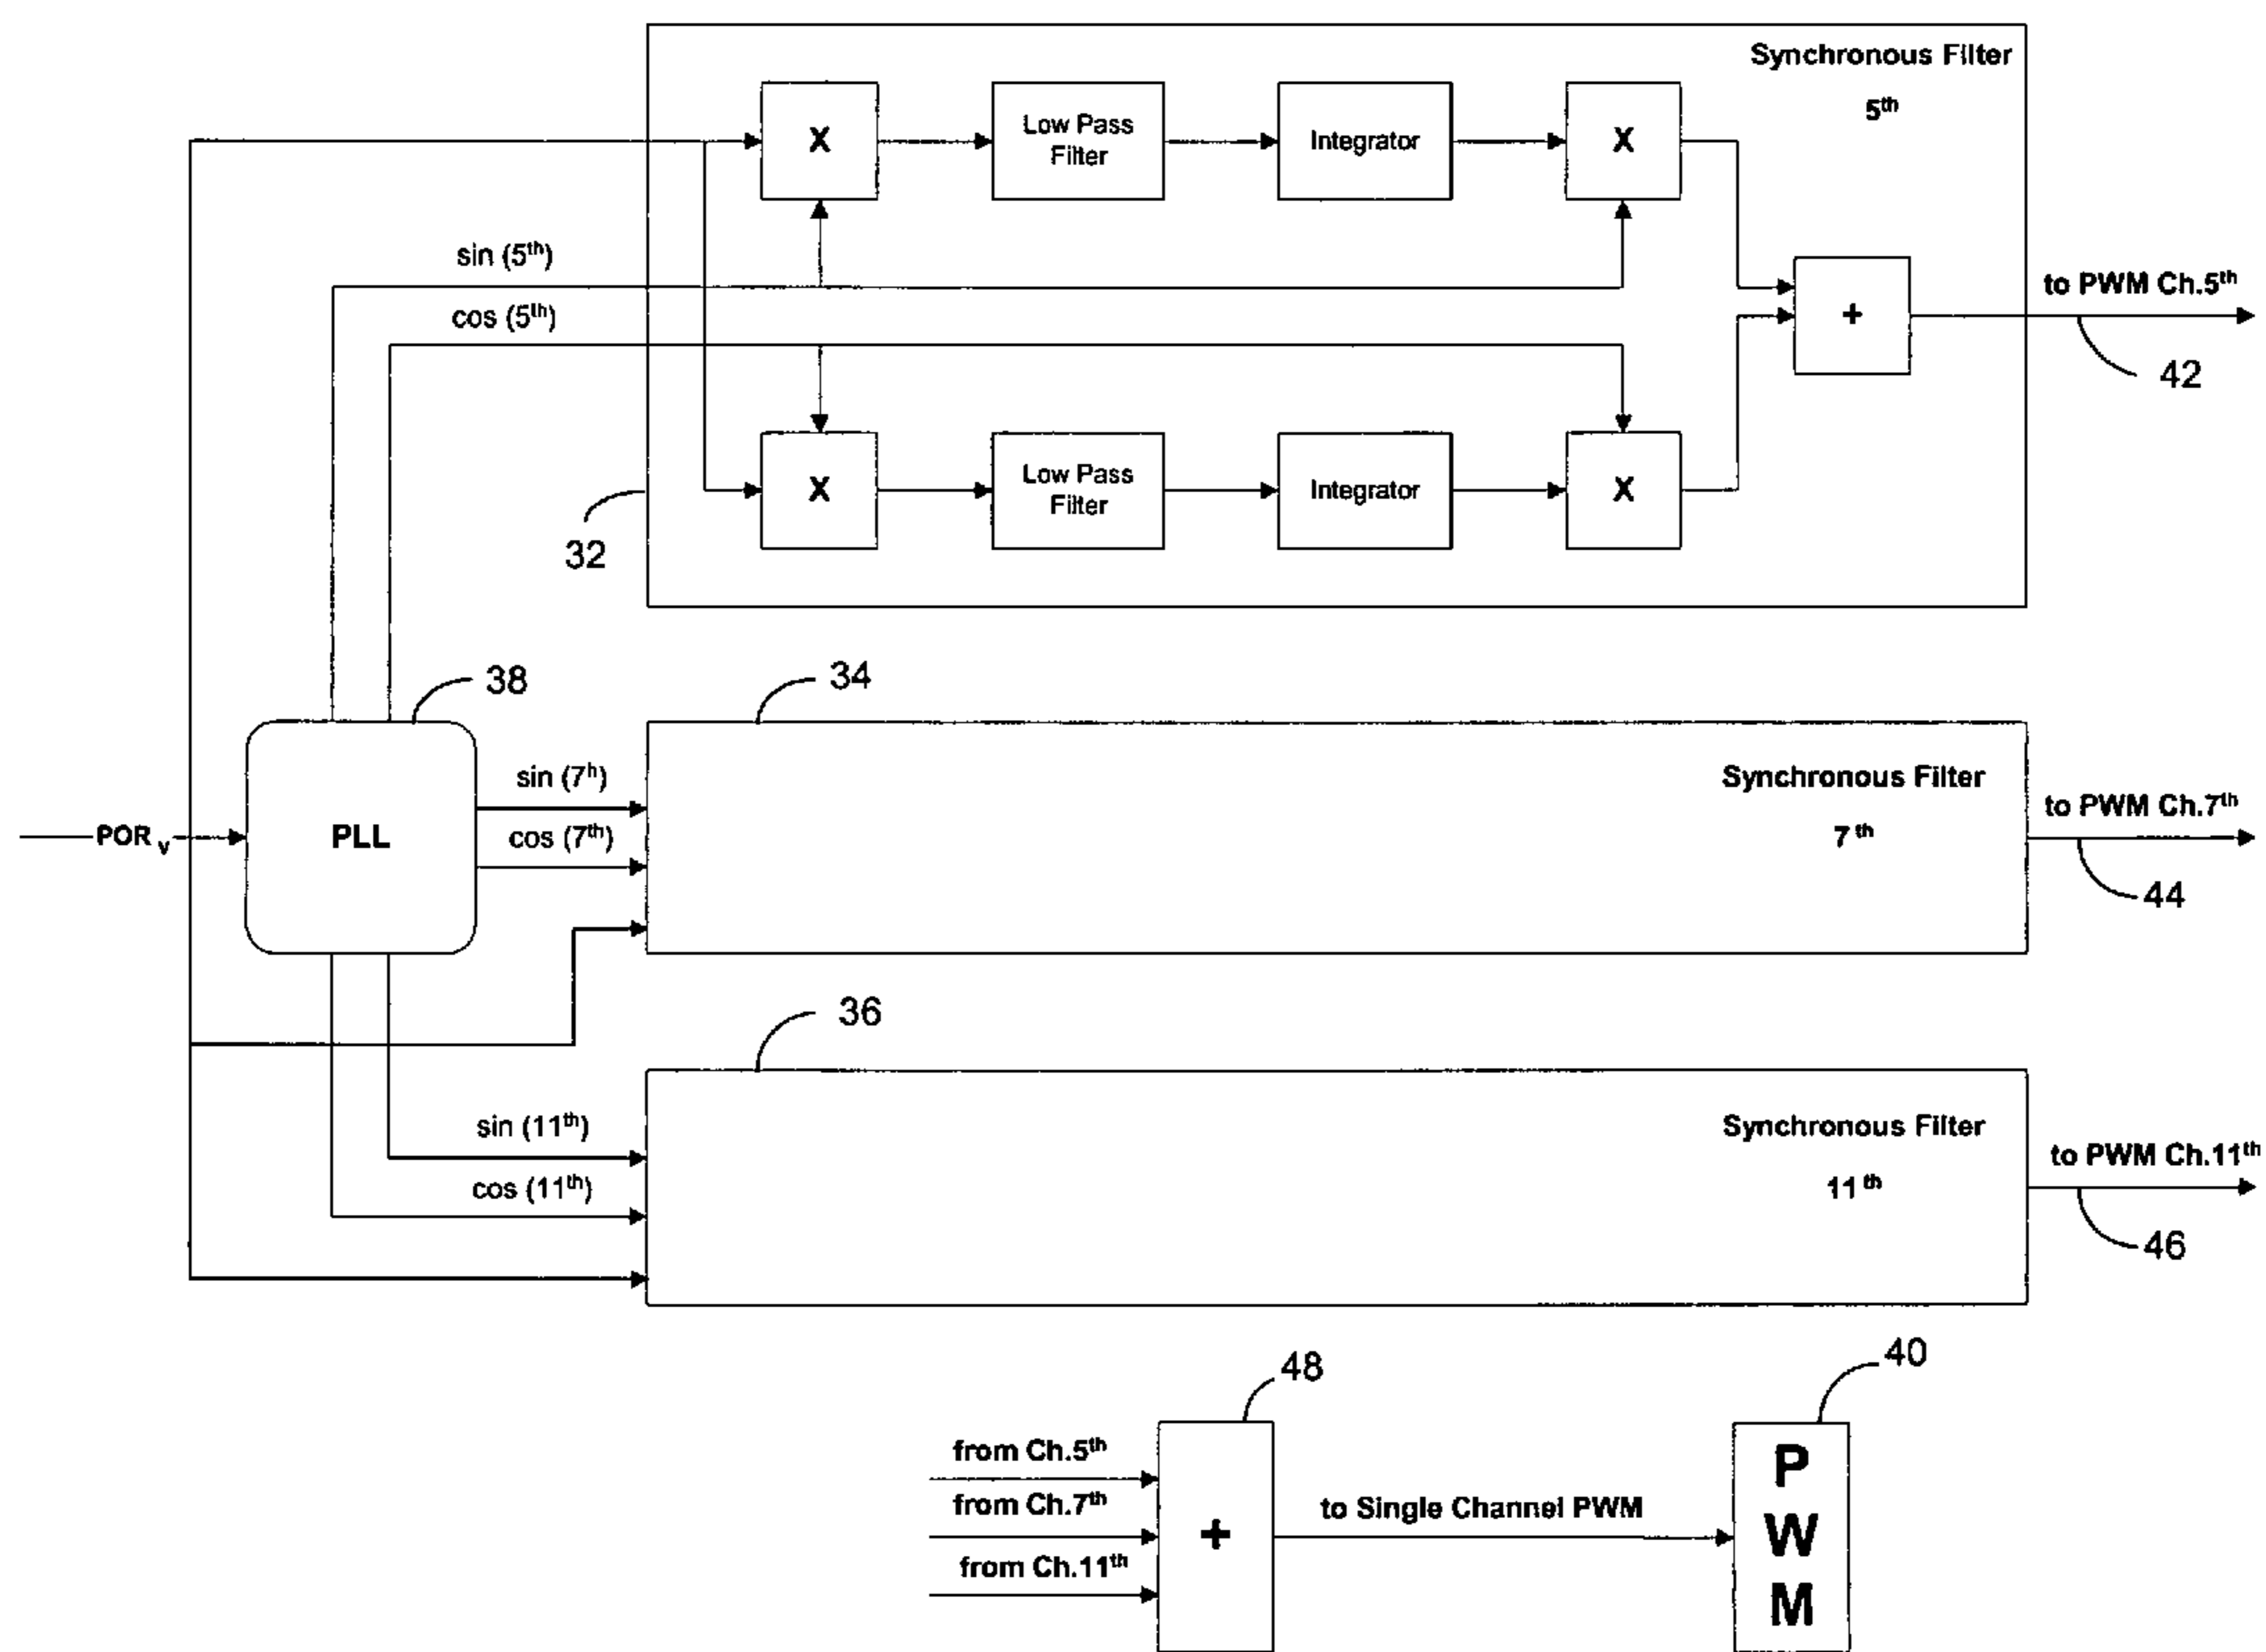 Synchronous Filter
5th
X
Low Pass
Filter
Integrator
X
sin (5th)
cos (5th)
+
to PWM Ch.5th
42
X
Low Pass
Filter
Integrator
X
32
38
34
POR v
PLL
sin (7h)
cos (7th)
Synchronous Filter
7 th
to PWM Ch.7th
44
36
sin (11th)
cos (11th)
Synchronous Filter
11 th
to PWM Ch.11th
46
48
40
from Ch.5th
from Ch.7th
from Ch.11th
+
to Single Channel PWM
P
W
M